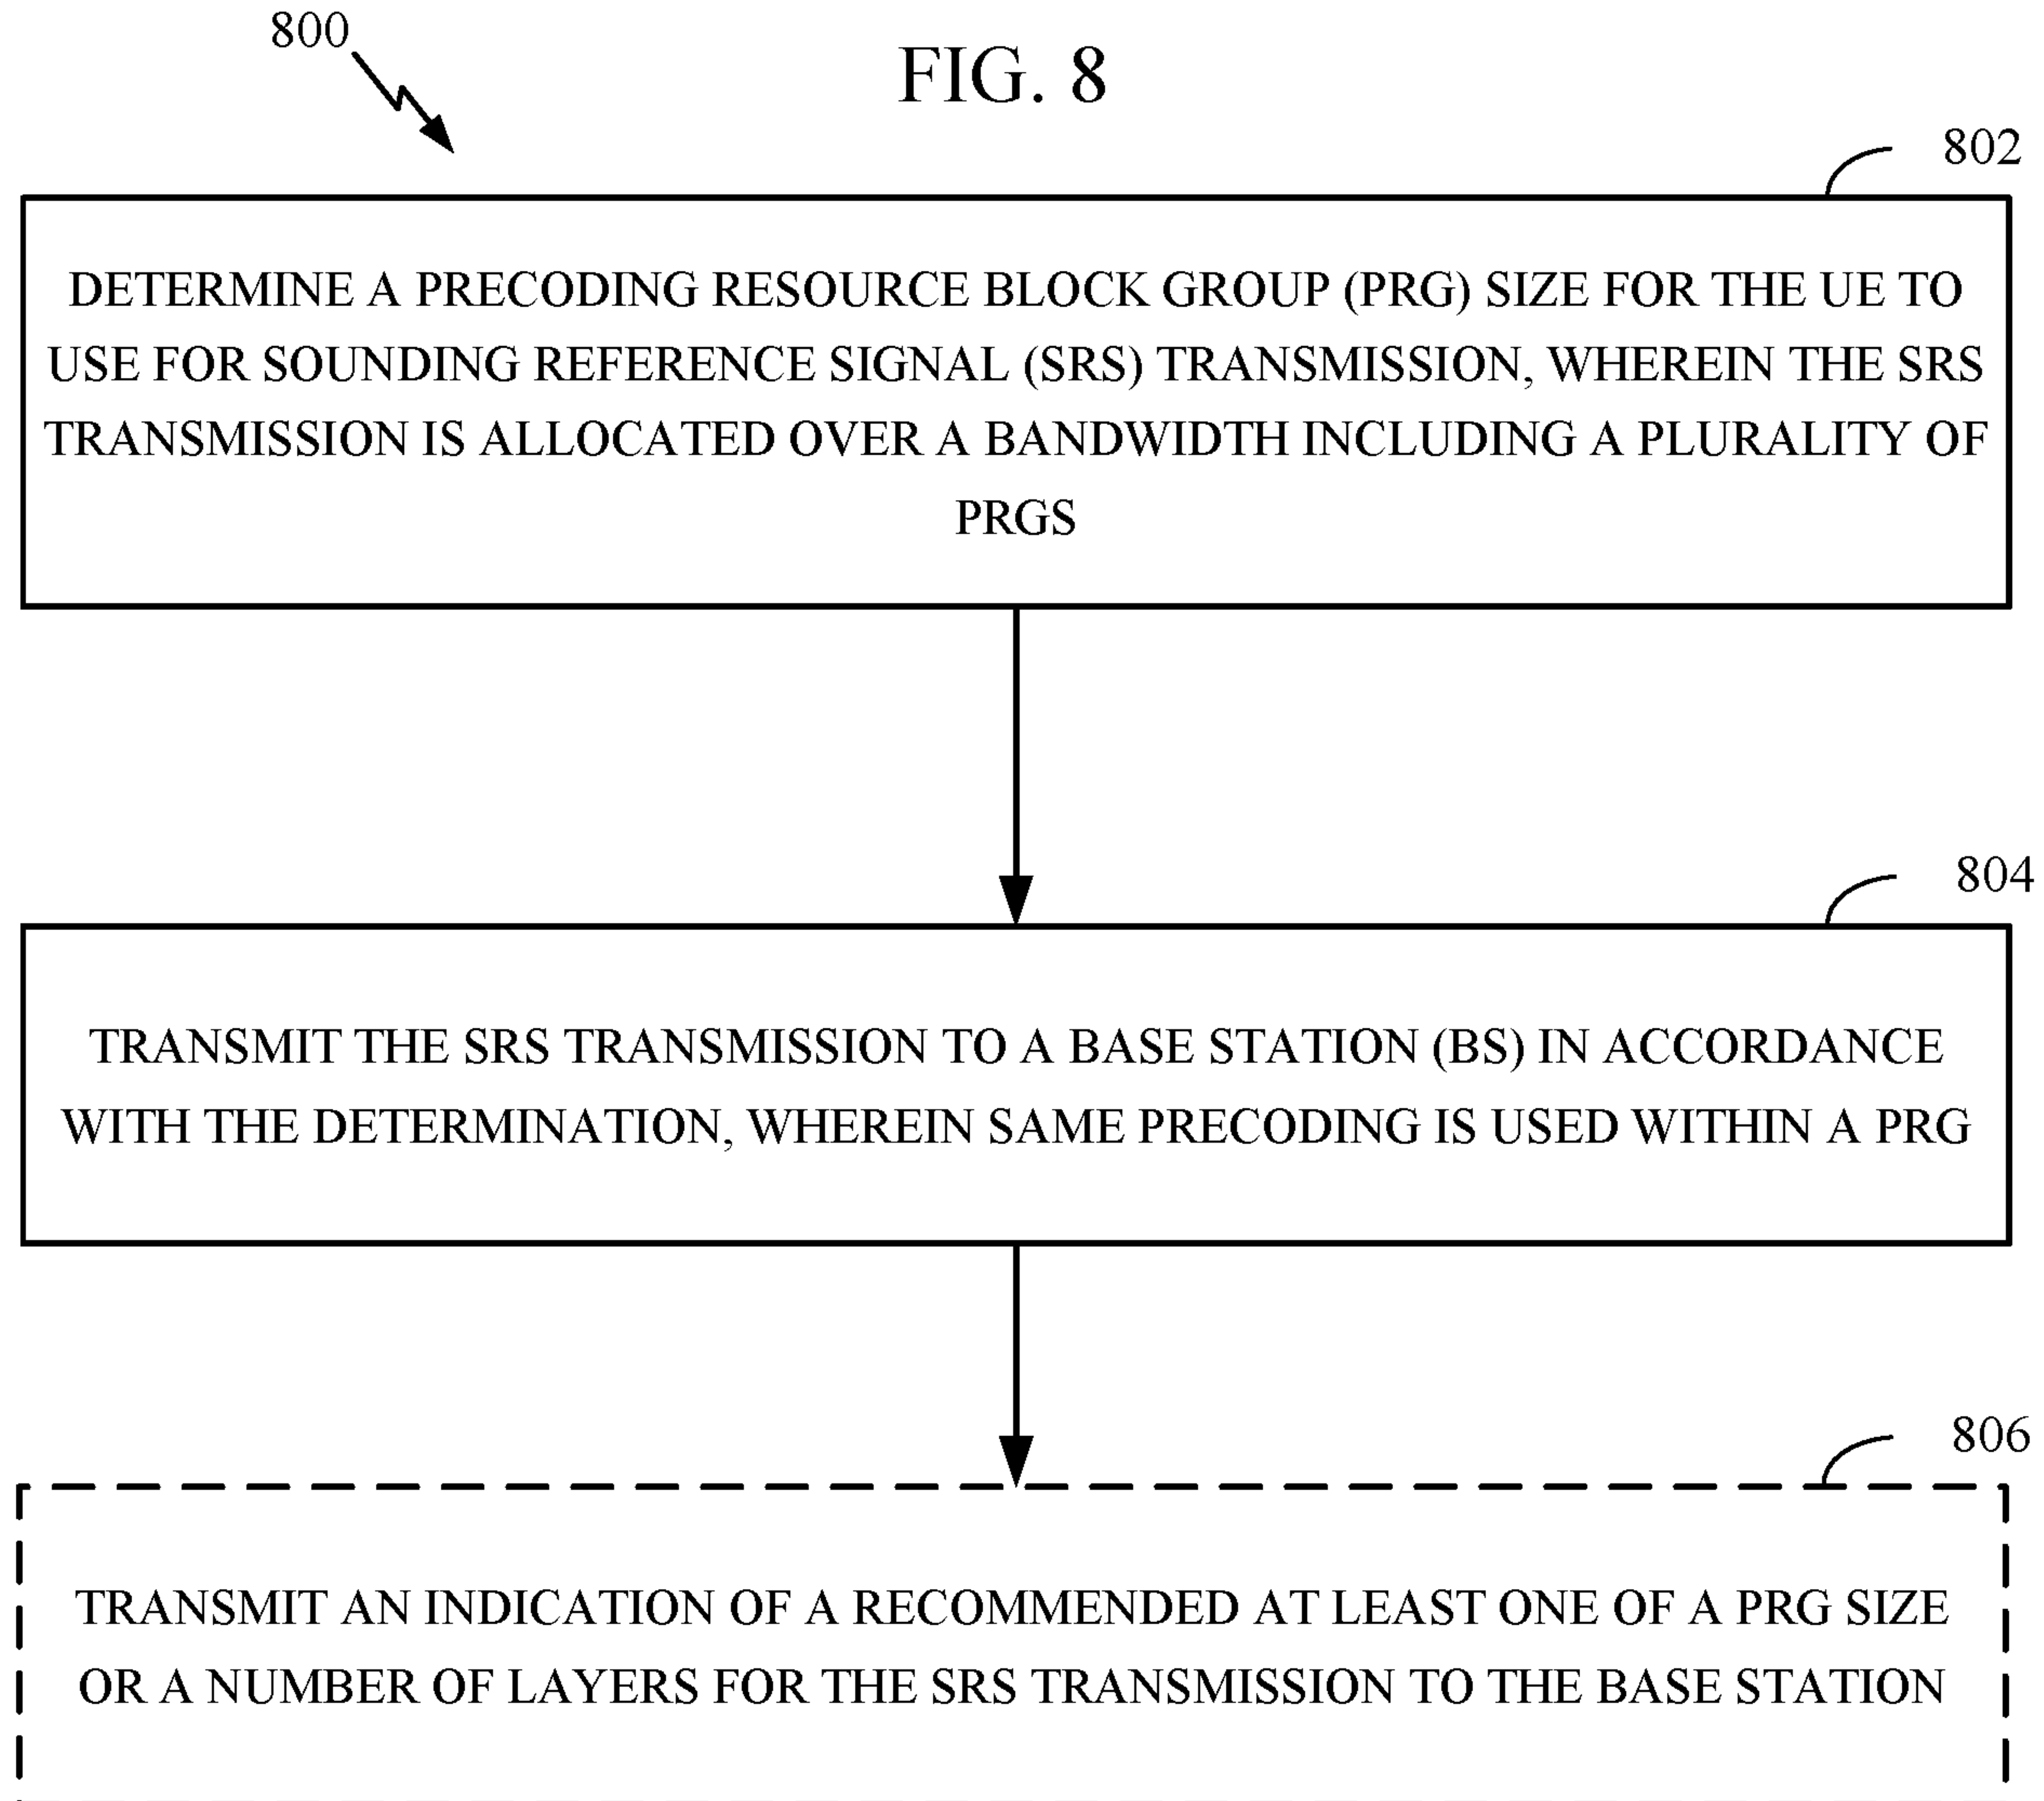 800
FIG. 8
802
DETERMINE A PRECODING RESOURCE BLOCK GROUP (PRG) SIZE FOR THE UE TO
USE FOR SOUNDING REFERENCE SIGNAL (SRS) TRANSMISSION, WHEREIN THE SRS
TRANSMISSION IS ALLOCATED OVER A BANDWIDTH INCLUDING A PLURALITY OF
PRGS
804
TRANSMIT THE SRS TRANSMISSION TO A BASE STATION (BS) IN ACCORDANCE
WITH THE DETERMINATION, WHEREIN SAME PRECODING IS USED WITHIN A PRG
806
TRANSMIT AN INDICATION OF A RECOMMENDED AT LEAST ONE OF A PRG SIZE
OR A NUMBER OF LAYERS FOR THE SRS TRANSMISSION TO THE BASE STATION